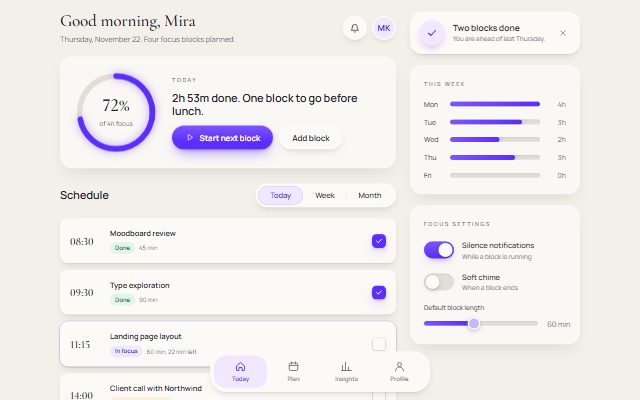 Good morning, Mira
Thursday, November 22. Four focus blocks planned.
MK
72%
of 4h focus
TODAY
2h 53m done. One block to go before
lunch.
Start next block
Add block
Schedule
Today
Week
Month
08:30
Moodboard review
Done
45 min
09:30
Type exploration
Done
90 min
11:15
Landing page layout
In focus
60 min, 22 min left
14:00
Client call with Northwind
Two blocks done
You are ahead of last Thursday.
THIS WEEK
Mon
4h
Tue
3h
Wed
2h
Thu
3h
Fri
0h
FOCUS SETTINGS
Silence notifications
While a block is running
Soft chime
When a block ends
Default block length
60 min
Today
Plan
Insights
Profile